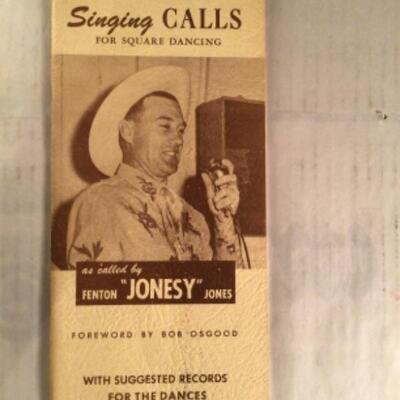 Singing CALLS
FOR SQUARE DANCING
as called by
FENTON "JONESY" JONES
FOREWORD BY BOB OSGOOD
WITH SUGGESTED RECORDS
FOR THE DANCES